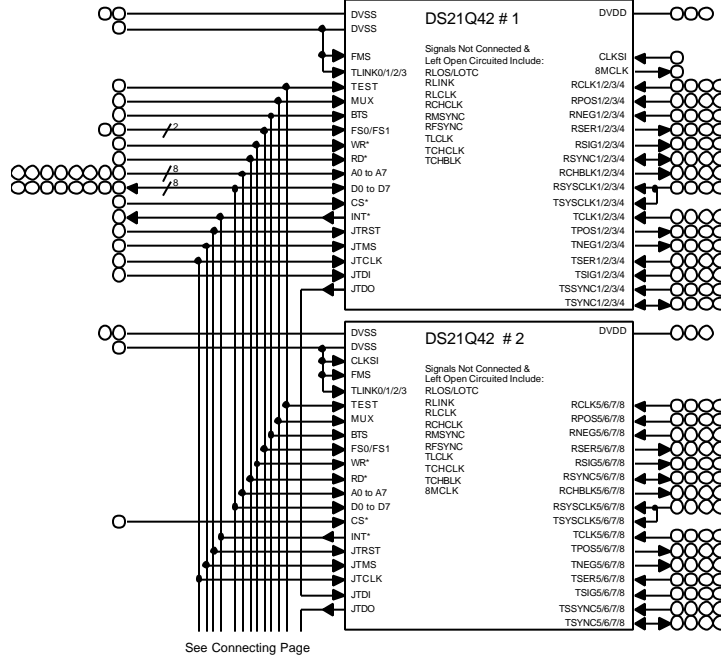 DS21Q42 # 1
DVSS
DVSS
FMS
TLINK0/1/2/3
TEST
MUX
BTS
FS0/FS1
WR*
RD*
A0 to A7
D0 to D7
CS*
INT*
JTRST
JTMS
JTCLK
JTDI
JTDO
2
8
8
Signals Not Connected &
Left Open Circuited Include:
RLOS/LOTC
RLINK
RLCLK
RCHCLK
RMSYNC
RFSYNC
TLCLK
TCHCLK
TCHBLK
DVDD
CLKSI
8MCLK
RCLK1/2/3/4
RPOS1/2/3/4
RNEG1/2/3/4
RSER1/2/3/4
RSIG1/2/3/4
RSYNC1/2/3/4
RCHBLK1/2/3/4
RSYSCLK1/2/3/4
TSYSCLK1/2/3/4
TCLK1/2/3/4
TPOS1/2/3/4
TNEG1/2/3/4
TSER1/2/3/4
TSIG1/2/3/4
TSSYNC1/2/3/4
TSYNC1/2/3/4
DS21Q42 # 2
DVSS
DVSS
CLKSI
FMS
TLINK0/1/2/3
TEST
MUX
BTS
FS0/FS1
WR*
RD*
A0 to A7
D0 to D7
CS*
INT*
JTRST
JTMS
JTCLK
JTDI
JTDO
Signals Not Connected &
Left Open Circuited Include:
RLOS/LOTC
RLINK
RLCLK
RCHCLK
RMSYNC
RFSYNC
TLCLK
TCHCLK
TCHBLK
8MCLK
DVDD
RCLK5/6/7/8
RPOS5/6/7/8
RNEG5/6/7/8
RSER5/6/7/8
RSIG5/6/7/8
RSYNC5/6/7/8
RCHBLK5/6/7/8
RSYSCLK5/6/7/8
TSYSCLK5/6/7/8
TCLK5/6/7/8
TPOS5/6/7/8
TNEG5/6/7/8
TSER5/6/7/8
TSIG5/6/7/8
TSSYNC5/6/7/8
TSYNC5/6/7/8
See Connecting Page